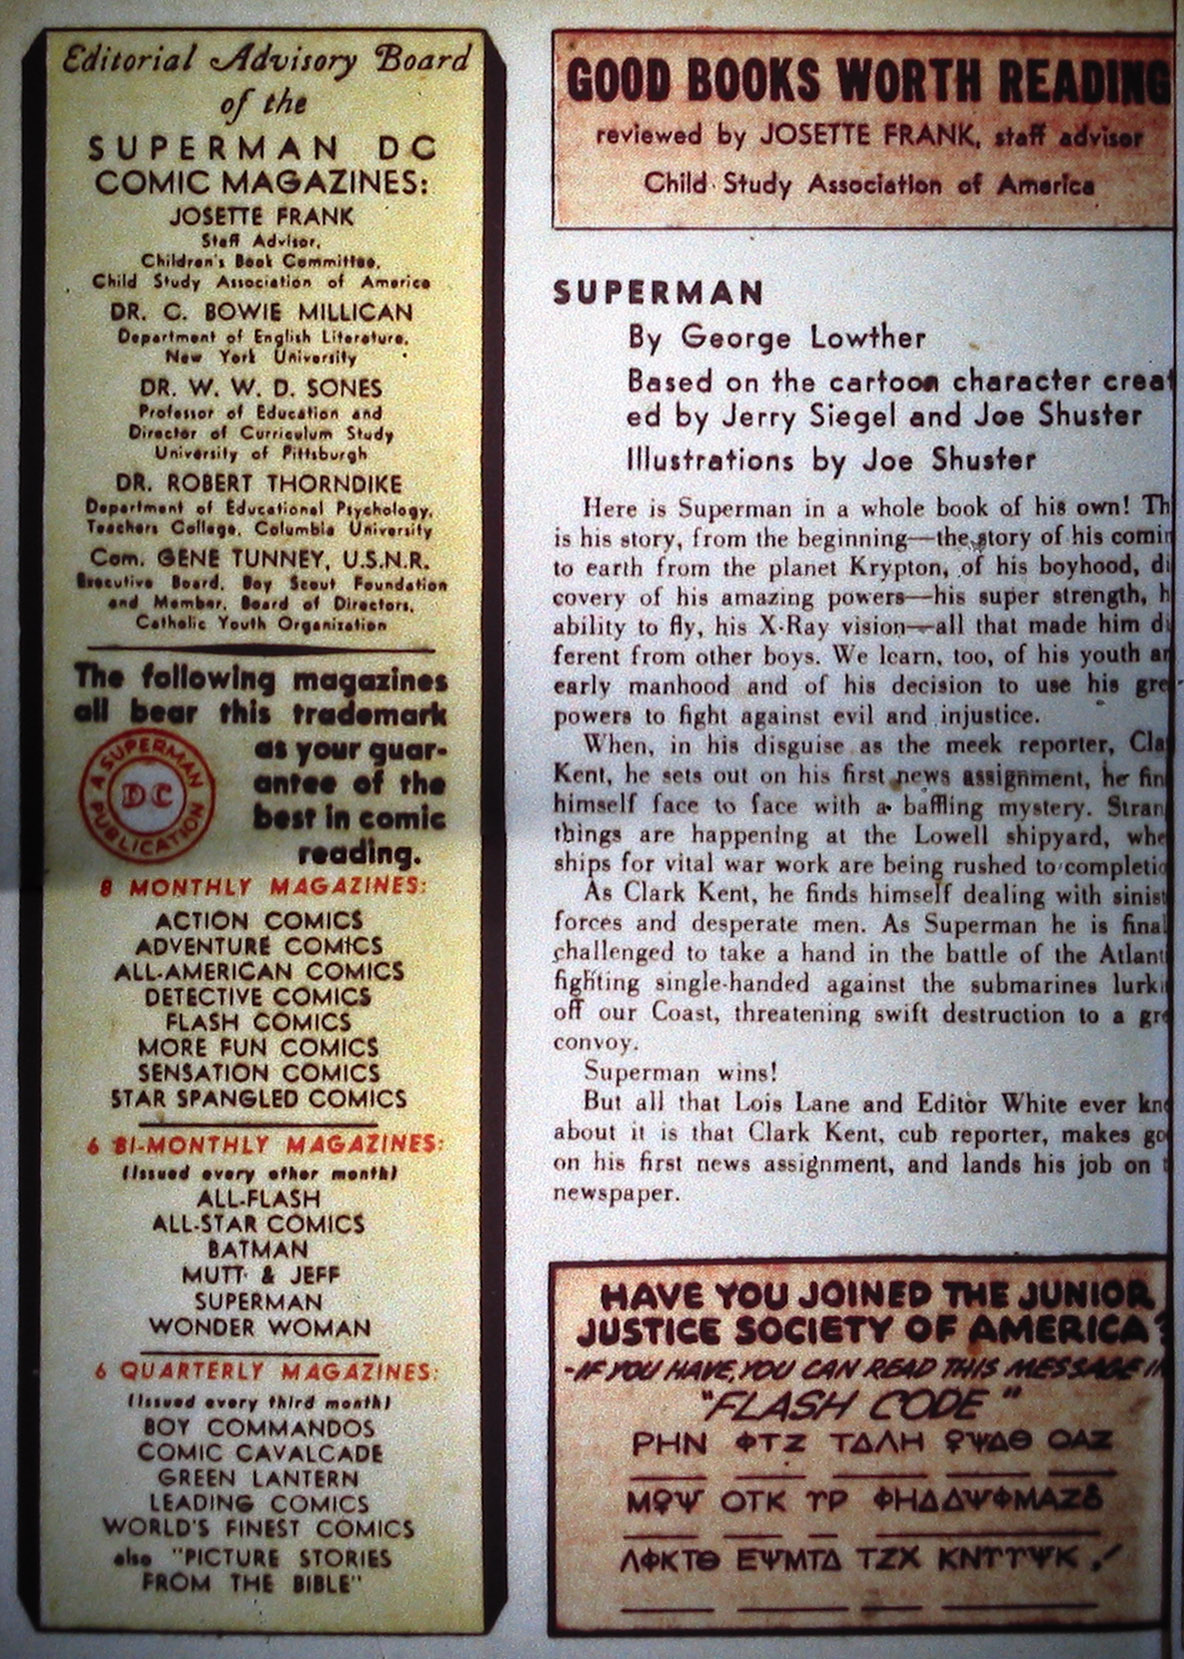 Editorial Advisory Board
of the
SUPERMAN DC
COMIC MAGAZINES:
JOSETTE FRANK
Staff Advisor,
Children's Book Committee,
Child Study Association of America
DR. C. BOWIE MILLICAN
Department of English Literature,
New York University
DR. W. W. D. SONES
Professor of Education and
Director of Curriculum Study
University of Pittsburgh
DR. ROBERT THORNDIKE
Department of Educational Psychology,
Teachers College, Columbia University
Com. GENE TUNNEY, U.S.N.R.
Executive Board, Boy Scout Foundation
and Member, Board of Directors,
Catholic Youth Organization
The following magazines
all bear this trademark
as your guar-
antee of the
best in comic
reading.
A SUPERMAN
DC
PUBLICATION
8 MONTHLY MAGAZINES:
ACTION COMICS
ADVENTURE COMICS
ALL-AMERICAN COMICS
DETECTIVE COMICS
FLASH COMICS
MORE FUN COMICS
SENSATION COMICS
STAR SPANGLED COMICS
6 BI-MONTHLY MAGAZINES:
(Issued every other month)
ALL-FLASH
ALL-STAR COMICS
BATMAN
MUTT & JEFF
SUPERMAN
WONDER WOMAN
6 QUARTERLY MAGAZINES:
(Issued every third month)
BOY COMMANDOS
COMIC CAVALCADE
GREEN LANTERN
LEADING COMICS
WORLD'S FINEST COMICS
also "PICTURE STORIES
FROM THE BIBLE"
GOOD BOOKS WORTH READING
reviewed by JOSETTE FRANK, staff advisor
Child Study Association of America
SUPERMAN
By George Lowther
Based on the cartoon character creat
ed by Jerry Siegel and Joe Shuster
Illustrations by Joe Shuster
Here is Superman in a whole book of his own! Th
is his story, from the beginning—the story of his comin
to earth from the planet Krypton, of his boyhood, di
covery of his amazing powers—his super strength, h
ability to fly, his X-Ray vision—all that made him di
ferent from other boys. We learn, too, of his youth an
early manhood and of his decision to use his gre
powers to fight against evil and injustice.
When, in his disguise as the meek reporter, Cla
Kent, he sets out on his first news assignment, he fin
himself face to face with a baffling mystery. Stran
things are happening at the Lowell shipyard, whe
ships for vital war work are being rushed to completio
As Clark Kent, he finds himself dealing with sinist
forces and desperate men. As Superman he is final
challenged to take a hand in the battle of the Atlant
fighting single-handed against the submarines lurki
off our Coast, threatening swift destruction to a gre
convoy.
Superman wins!
But all that Lois Lane and Editor White ever kno
about it is that Clark Kent, cub reporter, makes go
on his first news assignment, and lands his job on t
newspaper.
HAVE YOU JOINED THE JUNIOR
JUSTICE SOCIETY OF AMERICA?
-IF YOU HAVE, YOU CAN READ THIS MESSAGE IN
"FLASH CODE"
PHN ΦTZ TΔΛH ♀ΨΔΘ OAZ
M♀Ψ OTK ϒP ΦHΔΔΨΦMAZδ
ΛΦKTΘ EΨMTΔ TZX KNϒϒΨK !